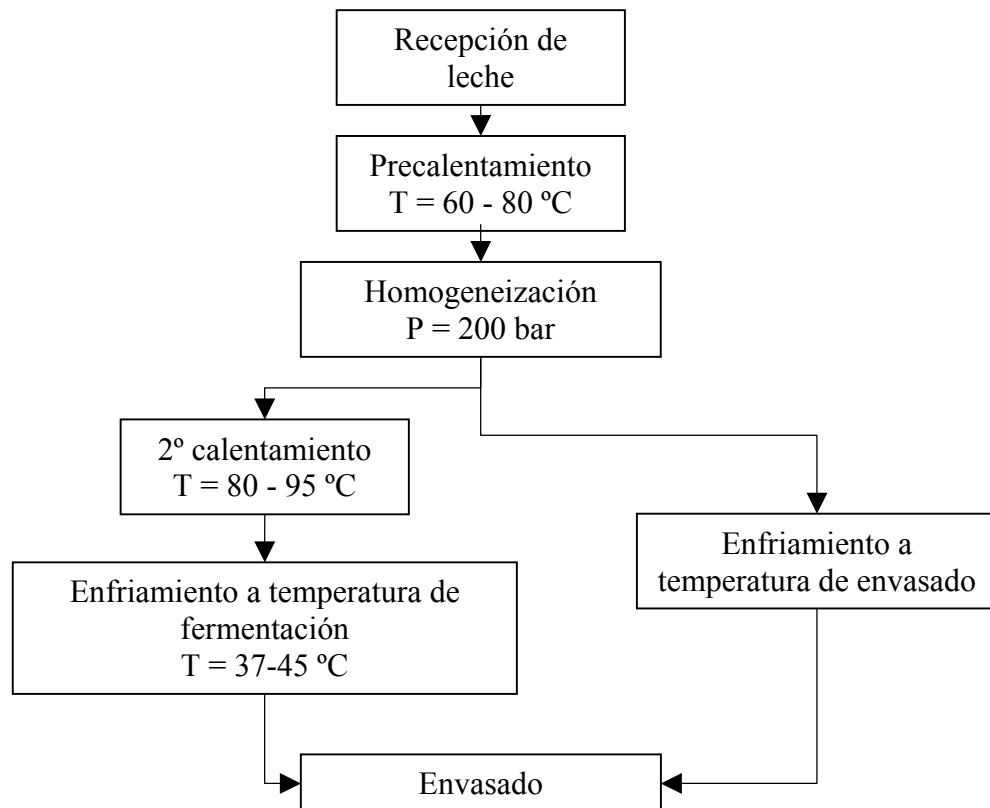 Recepción de
leche
Precalentamiento
T = 60 - 80 ºC
Homogeneización
P = 200 bar
2º calentamiento
T = 80 - 95 ºC
Enfriamiento a
temperatura de envasado
Enfriamiento a temperatura de
fermentación
T = 37-45 ºC
Envasado